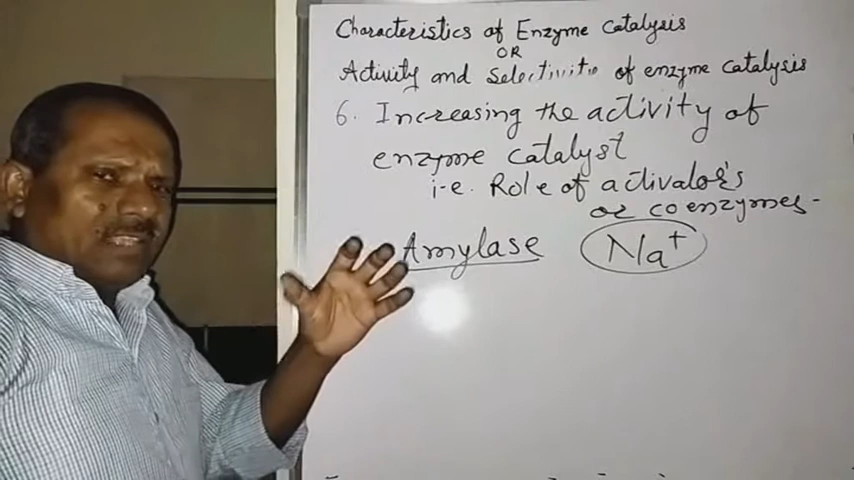 Characteristics of Enzyme Catalysis
OR
Activity and Selectivity of enzyme catalysis
6. Increasing the activity of
enzyme catalyst
i.e. Role of activators
or coenzymes.
Amylase Na+